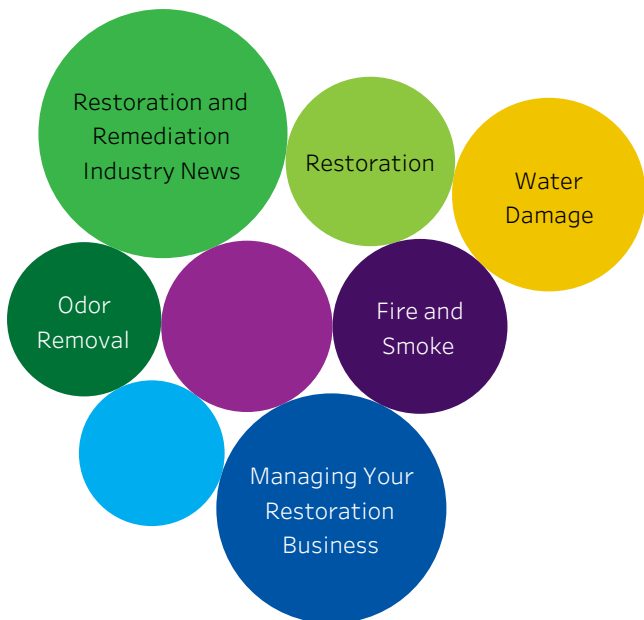 Restoration and
Remediation
Industry News
Restoration
Water
Damage
Odor
Removal
Fire and
Smoke
Managing Your
Restoration
Business